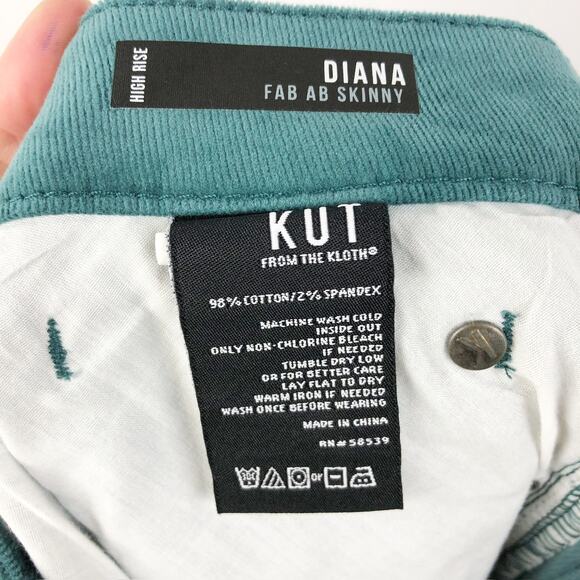 HIGH RISE
DIANA
FAB AB SKINNY
KUT
FROM THE KLOTH®
98% COTTON/2% SPANDEX
MACHINE WASH COLD
INSIDE OUT
ONLY NON-CHLORINE BLEACH
IF NEEDED
TUMBLE DRY LOW
OR FOR BETTER CARE
LAY FLAT TO DRY
WARM IRON IF NEEDED
WASH ONCE BEFORE WEARING
MADE IN CHINA
RN# 58539
or